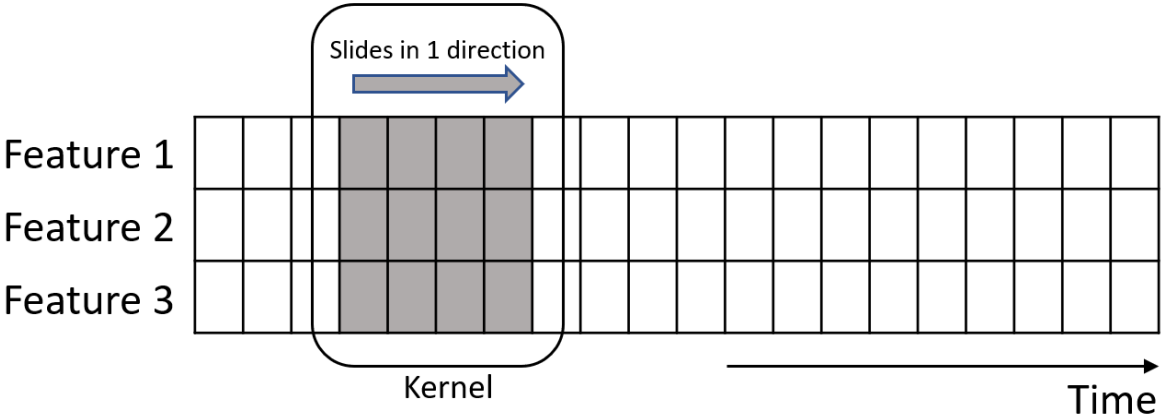 Slides in 1 direction
Feature 1
Feature 2
Feature 3
Kernel
Time